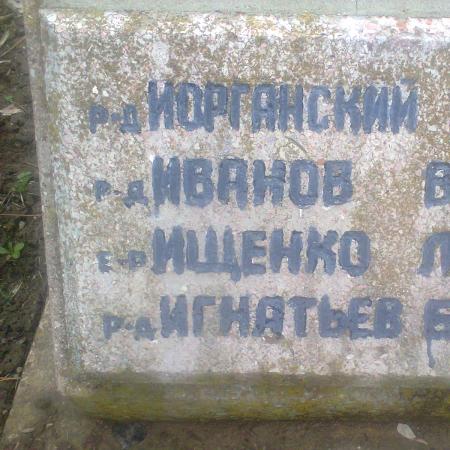 р-д ИОРГАНСКИЙ
р-д ИВАНОВ В
е-р ИЩЕНКО Л
р-д ИГНАТЬЕВ Б